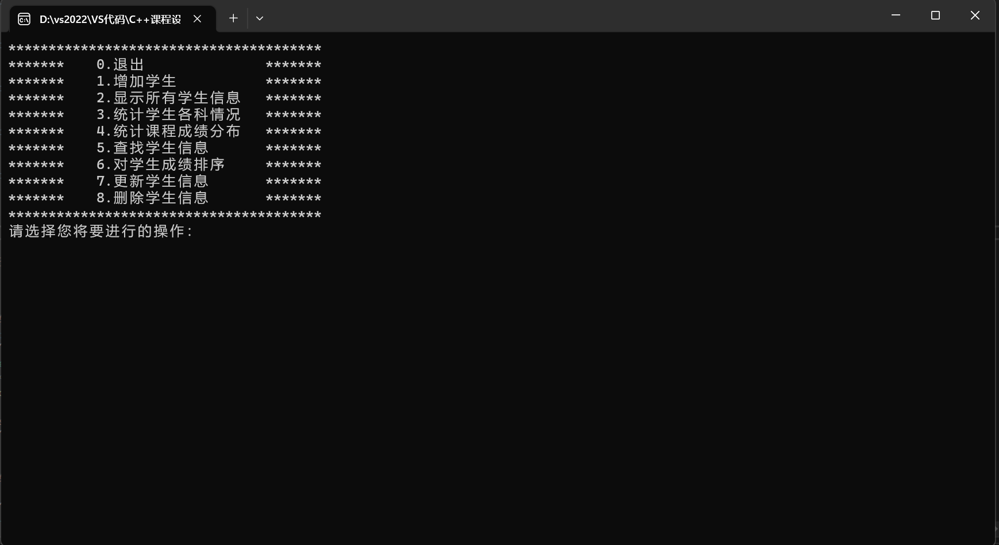 D:\vs2022\VS代码\C++课程设
***************************************
*******    0.退出               *******
*******    1.增加学生           *******
*******    2.显示所有学生信息   *******
*******    3.统计学生各科情况   *******
*******    4.统计课程成绩分布   *******
*******    5.查找学生信息       *******
*******    6.对学生成绩排序     *******
*******    7.更新学生信息       *******
*******    8.删除学生信息       *******
***************************************
请选择您将要进行的操作: